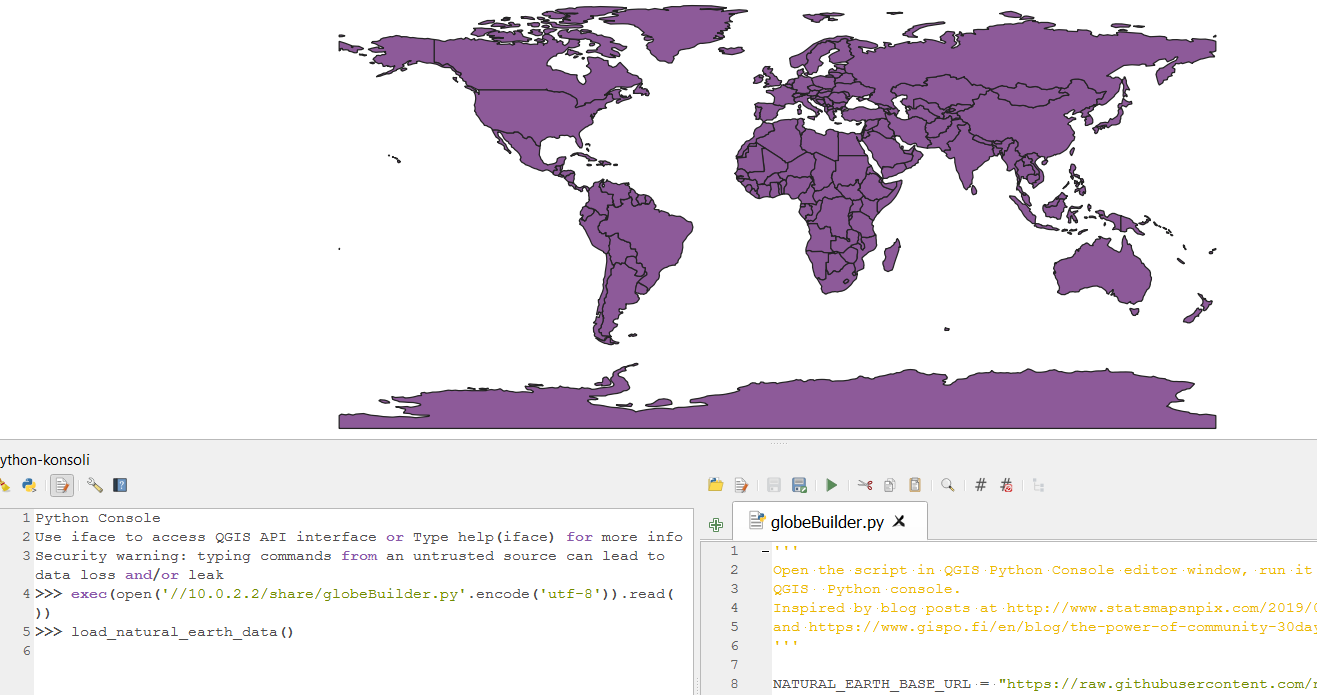 ython-konsoli
1 Python Console
2 Use iface to access QGIS API interface or Type help(iface) for more info
3 Security warning: typing commands from an untrusted source can lead to
data loss and/or leak
4 >>> exec(open('//10.0.2.2/share/globeBuilder.py'.encode('utf-8')).read(
))
5 >>> load_natural_earth_data()
6
globeBuilder.py
1 '''
2 Open the script in QGIS Python Console editor window, run it
3 QGIS  Python console.
4 Inspired by blog posts at http://www.statsmapsnpix.com/2019/
5 and https://www.gispo.fi/en/blog/the-power-of-community-30day
6 '''
7
8 NATURAL_EARTH_BASE_URL = "https://raw.githubusercontent.com/